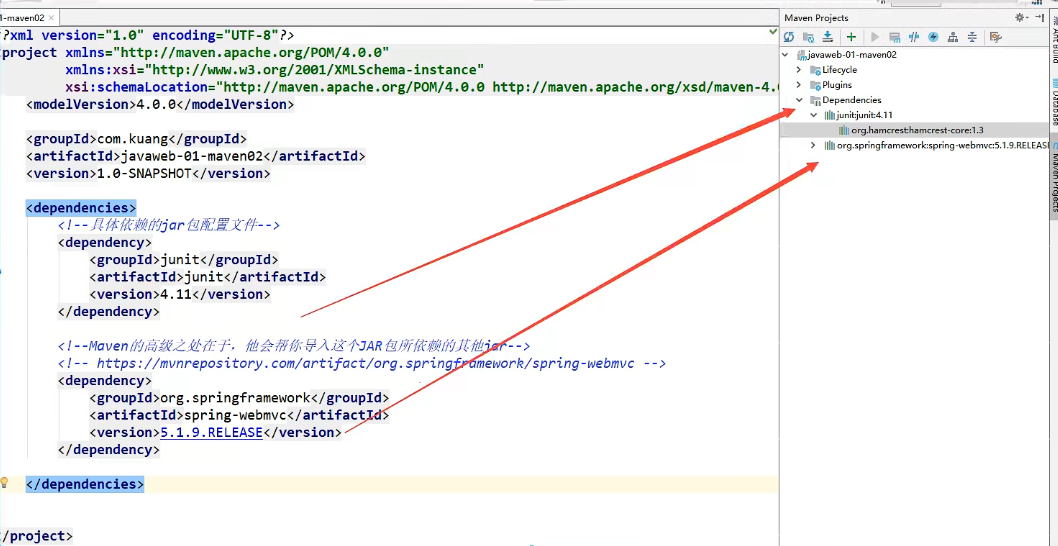 1-maven02 ×
?xml version="1.0" encoding="UTF-8"?>
project xmlns="http://maven.apache.org/POM/4.0.0"
xmlns:xsi="http://www.w3.org/2001/XMLSchema-instance"
xsi:schemaLocation="http://maven.apache.org/POM/4.0.0 http://maven.apache.org/xsd/maven-4.
<modelVersion>4.0.0</modelVersion>
<groupId>com.kuang</groupId>
<artifactId>javaweb-01-maven02</artifactId>
<version>1.0-SNAPSHOT</version>
<dependencies>
<!--具体依赖的jar包配置文件-->
<dependency>
<groupId>junit</groupId>
<artifactId>junit</artifactId>
<version>4.11</version>
</dependency>
<!--Maven的高级之处在于，他会帮你导入这个JAR包所依赖的其他jar-->
<!-- https://mvnrepository.com/artifact/org.springframework/spring-webmvc -->
<dependency>
<groupId>org.springframework</groupId>
<artifactId>spring-webmvc</artifactId>
<version>5.1.9.RELEASE</version>
</dependency>
</dependencies>
/project>
Maven Projects
javaweb-01-maven02
Lifecycle
Plugins
Dependencies
junit:junit:4.11
org.hamcrest:hamcrest-core:1.3
org.springframework:spring-webmvc:5.1.9.RELEAS
Ant Build
Database
Maven Projects